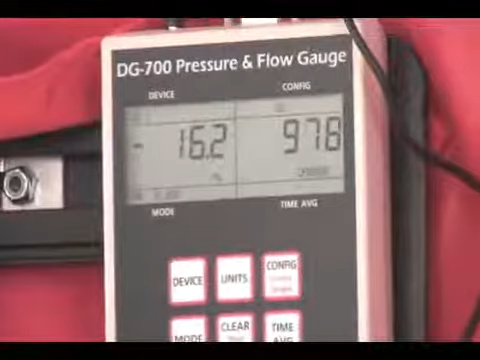 DG-700 Pressure & Flow Gauge
DEVICE CONFIG
- 16.2 978
MODE TIME AVG
DEVICE UNITS CONFIG
MODE CLEAR TIME
AVG